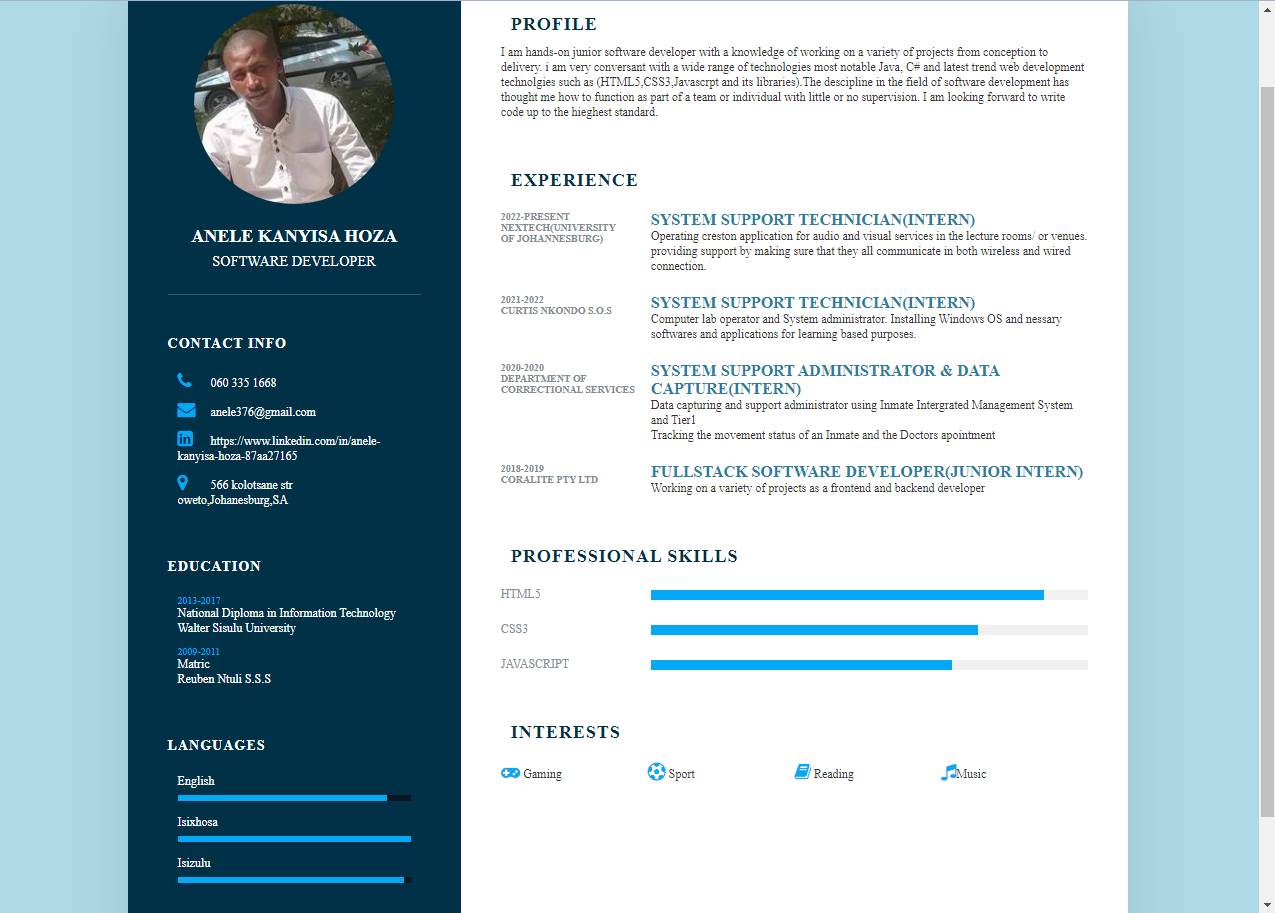 ANELE KANYISA HOZA
SOFTWARE DEVELOPER
CONTACT INFO
060 335 1668
anele376@gmail.com
https://www.linkedin.com/in/anele-
kanyisa-hoza-87aa27165
566 kolotsane str
oweto,Johanesburg,SA
EDUCATION
2013-2017
National Diploma in Information Technology
Walter Sisulu University
2009-2011
Matric
Reuben Ntuli S.S.S
LANGUAGES
English
Isixhosa
Isizulu
PROFILE
I am hands-on junior software developer with a knowledge of working on a variety of projects from conception to
delivery. i am very conversant with a wide range of technologies most notable Java, C# and latest trend web development
technolgies such as (HTML5,CSS3,Javascrpt and its libraries).The descipline in the field of software development has
thought me how to function as part of a team or individual with little or no supervision. I am looking forward to write
code up to the hieghest standard.
EXPERIENCE
2022-PRESENT
NEXTECH(UNIVERSITY
OF JOHANNESBURG)
SYSTEM SUPPORT TECHNICIAN(INTERN)
Operating creston application for audio and visual services in the lecture rooms/ or venues.
providing support by making sure that they all communicate in both wireless and wired
connection.
2021-2022
CURTIS NKONDO S.O.S
SYSTEM SUPPORT TECHNICIAN(INTERN)
Computer lab operator and System administrator. Installing Windows OS and nessary
softwares and applications for learning based purposes.
2020-2020
DEPARTMENT OF
CORRECTIONAL SERVICES
SYSTEM SUPPORT ADMINISTRATOR & DATA
CAPTURE(INTERN)
Data capturing and support administrator using Inmate Intergrated Management System
and Tier1
Tracking the movement status of an Inmate and the Doctors apointment
2018-2019
CORALITE PTY LTD
FULLSTACK SOFTWARE DEVELOPER(JUNIOR INTERN)
Working on a variety of projects as a frontend and backend developer
PROFESSIONAL SKILLS
HTML5
CSS3
JAVASCRIPT
INTERESTS
Gaming
Sport
Reading
Music